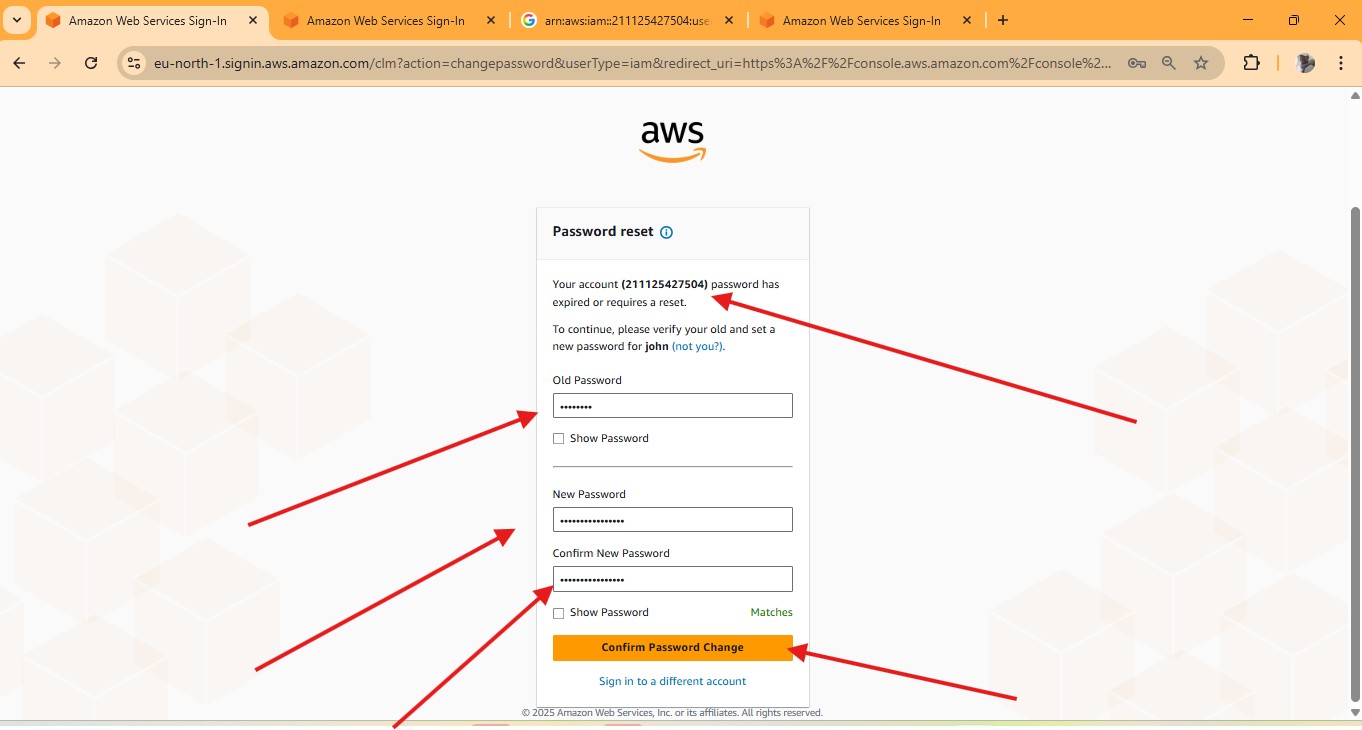 Amazon Web Services Sign-In
Amazon Web Services Sign-In
arn:aws:iam::211125427504:use
Amazon Web Services Sign-In
eu-north-1.signin.aws.amazon.com/clm?action=changepassword&userType=iam&redirect_uri=https%3A%2F%2Fconsole.aws.amazon.com%2Fconsole%2...
aws
Password reset
Your account (211125427504) password has
expired or requires a reset.
To continue, please verify your old and set a
new password for john (not you?).
Old Password
••••••••
Show Password
New Password
••••••••••••••••
Confirm New Password
••••••••••••••••
Show Password
Matches
Confirm Password Change
Sign in to a different account
© 2025 Amazon Web Services, Inc. or its affiliates. All rights reserved.